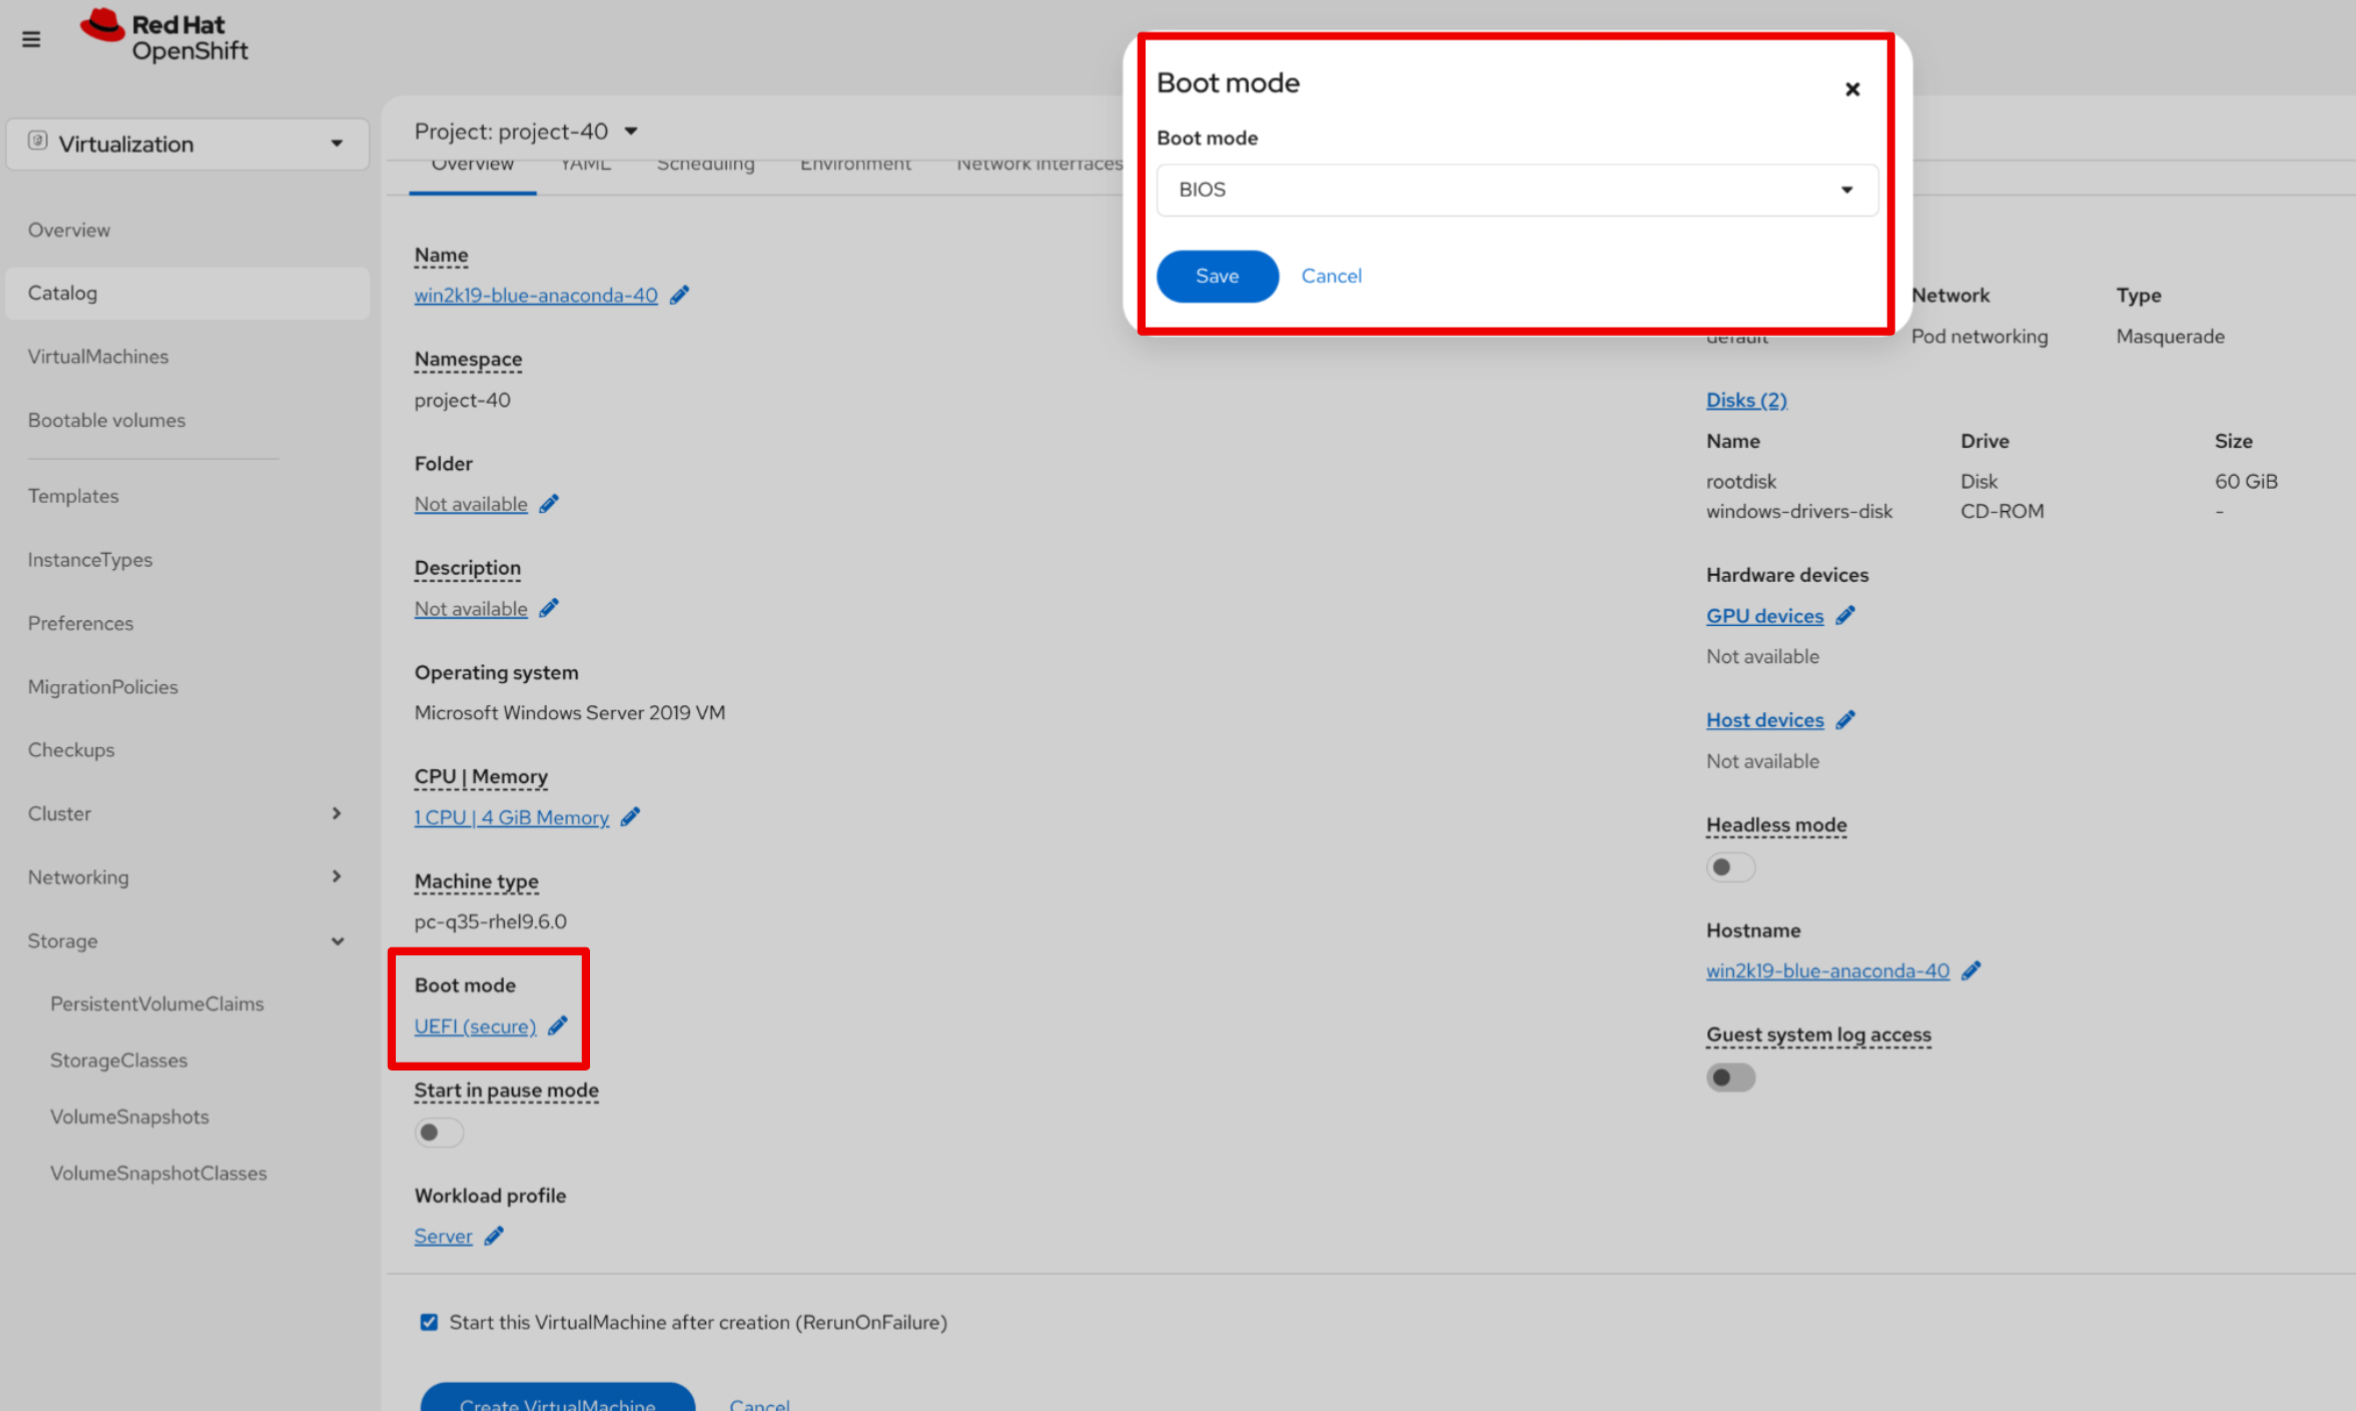 Red Hat
OpenShift
Virtualization
Overview
Catalog
VirtualMachines
Bootable volumes
Templates
InstanceTypes
Preferences
MigrationPolicies
Checkups
Cluster
Networking
Storage
PersistentVolumeClaims
StorageClasses
VolumeSnapshots
VolumeSnapshotClasses
Project: project-40
Overview YAML Scheduling Environment Network interfaces
Name
win2k19-blue-anaconda-40
Namespace
project-40
Folder
Not available
Description
Not available
Operating system
Microsoft Windows Server 2019 VM
CPU | Memory
1 CPU | 4 GiB Memory
Machine type
pc-q35-rhel9.6.0
Boot mode
UEFI (secure)
Start in pause mode
Workload profile
Server
Start this VirtualMachine after creation (RerunOnFailure)
Create VirtualMachine Cancel
Boot mode
Boot mode
BIOS
Save Cancel
Network Type
default Pod networking Masquerade
Disks (2)
Name Drive Size
rootdisk Disk 60 GiB
windows-drivers-disk CD-ROM -
Hardware devices
GPU devices
Not available
Host devices
Not available
Headless mode
Hostname
win2k19-blue-anaconda-40
Guest system log access